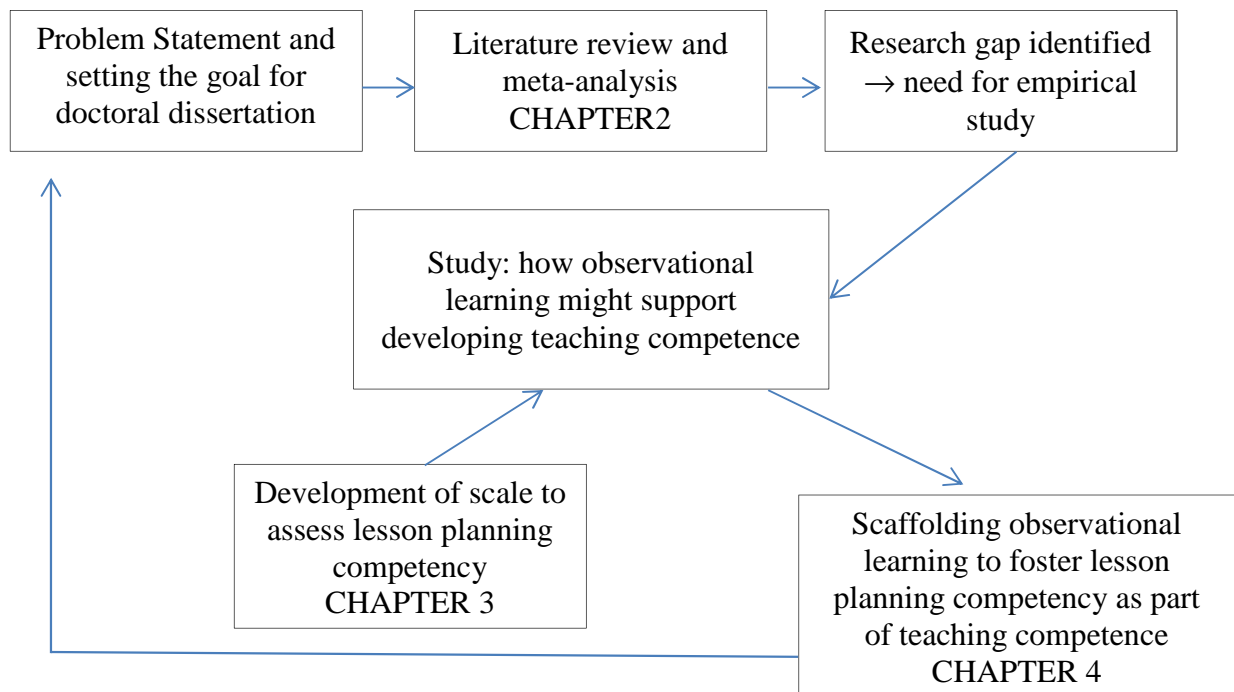 Problem Statement and
setting the goal for
doctoral dissertation
Literature review and
meta-analysis
CHAPTER2
Research gap identified
→ need for empirical
study
Study: how observational
learning might support
developing teaching competence
Development of scale to
assess lesson planning
competency
CHAPTER 3
Scaffolding observational
learning to foster lesson
planning competency as part
of teaching competence
CHAPTER 4